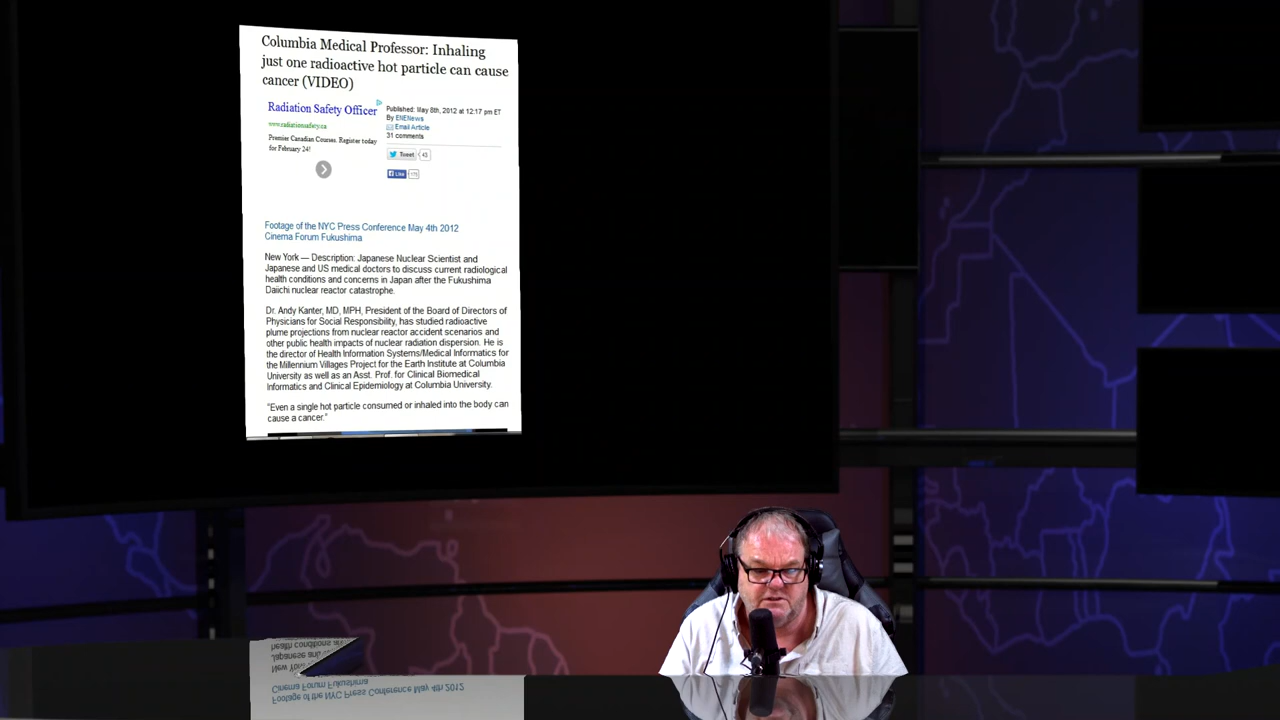 Columbia Medical Professor: Inhaling
just one radioactive hot particle can cause
cancer (VIDEO)
Radiation Safety Officer
www.radiationsafety.ca
Premier Canadian Courses. Register today
for February 24!
Published: May 8th, 2012 at 12:17 pm ET
By ENENews
Email Article
31 comments
Tweet
43
Like
Footage of the NYC Press Conference May 4th 2012
Cinema Forum Fukushima
New York — Description: Japanese Nuclear Scientist and
Japanese and US medical doctors to discuss current radiological
health conditions and concerns in Japan after the Fukushima
Daiichi nuclear reactor catastrophe.
Dr. Andy Kanter, MD, MPH, President of the Board of Directors of
Physicians for Social Responsibility, has studied radioactive
plume projections from nuclear reactor accident scenarios and
other public health impacts of nuclear radiation dispersion. He is
the director of Health Information Systems/Medical Informatics for
the Millennium Villages Project for the Earth Institute at Columbia
University as well as an Asst. Prof. for Clinical Biomedical
Informatics and Clinical Epidemiology at Columbia University.
“Even a single hot particle consumed or inhaled into the body can
cause a cancer.”